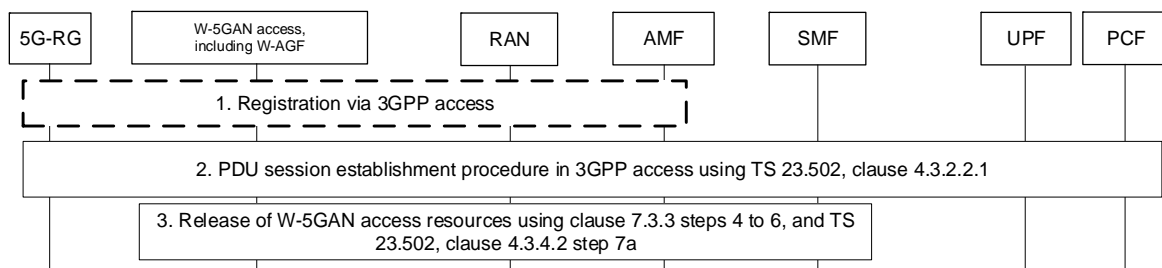 5G-RG
W-5GAN access,
including W-AGF
RAN
AMF
SMF
UPF
PCF
1. Registration via 3GPP access
2. PDU session establishment procedure in 3GPP access using TS 23.502, clause 4.3.2.2.1
3. Release of W-5GAN access resources using clause 7.3.3 steps 4 to 6, and TS
23.502, clause 4.3.4.2 step 7a